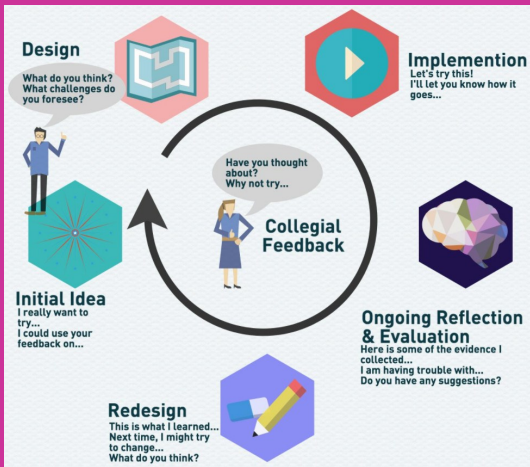 Design
What do you think?
What challenges do
you foresee?
Implemention
Let's try this!
I'll let you know how it
goes...
Have you thought
about?
Why not try...
Collegial
Feedback
Initial Idea
I really want to
try...
I could use your
feedback on...
Ongoing Reflection
& Evaluation
Here is some of the evidence I
collected...
I am having trouble with...
Do you have any suggestions?
Redesign
This is what I learned...
Next time, I might try
to change...
What do you think?